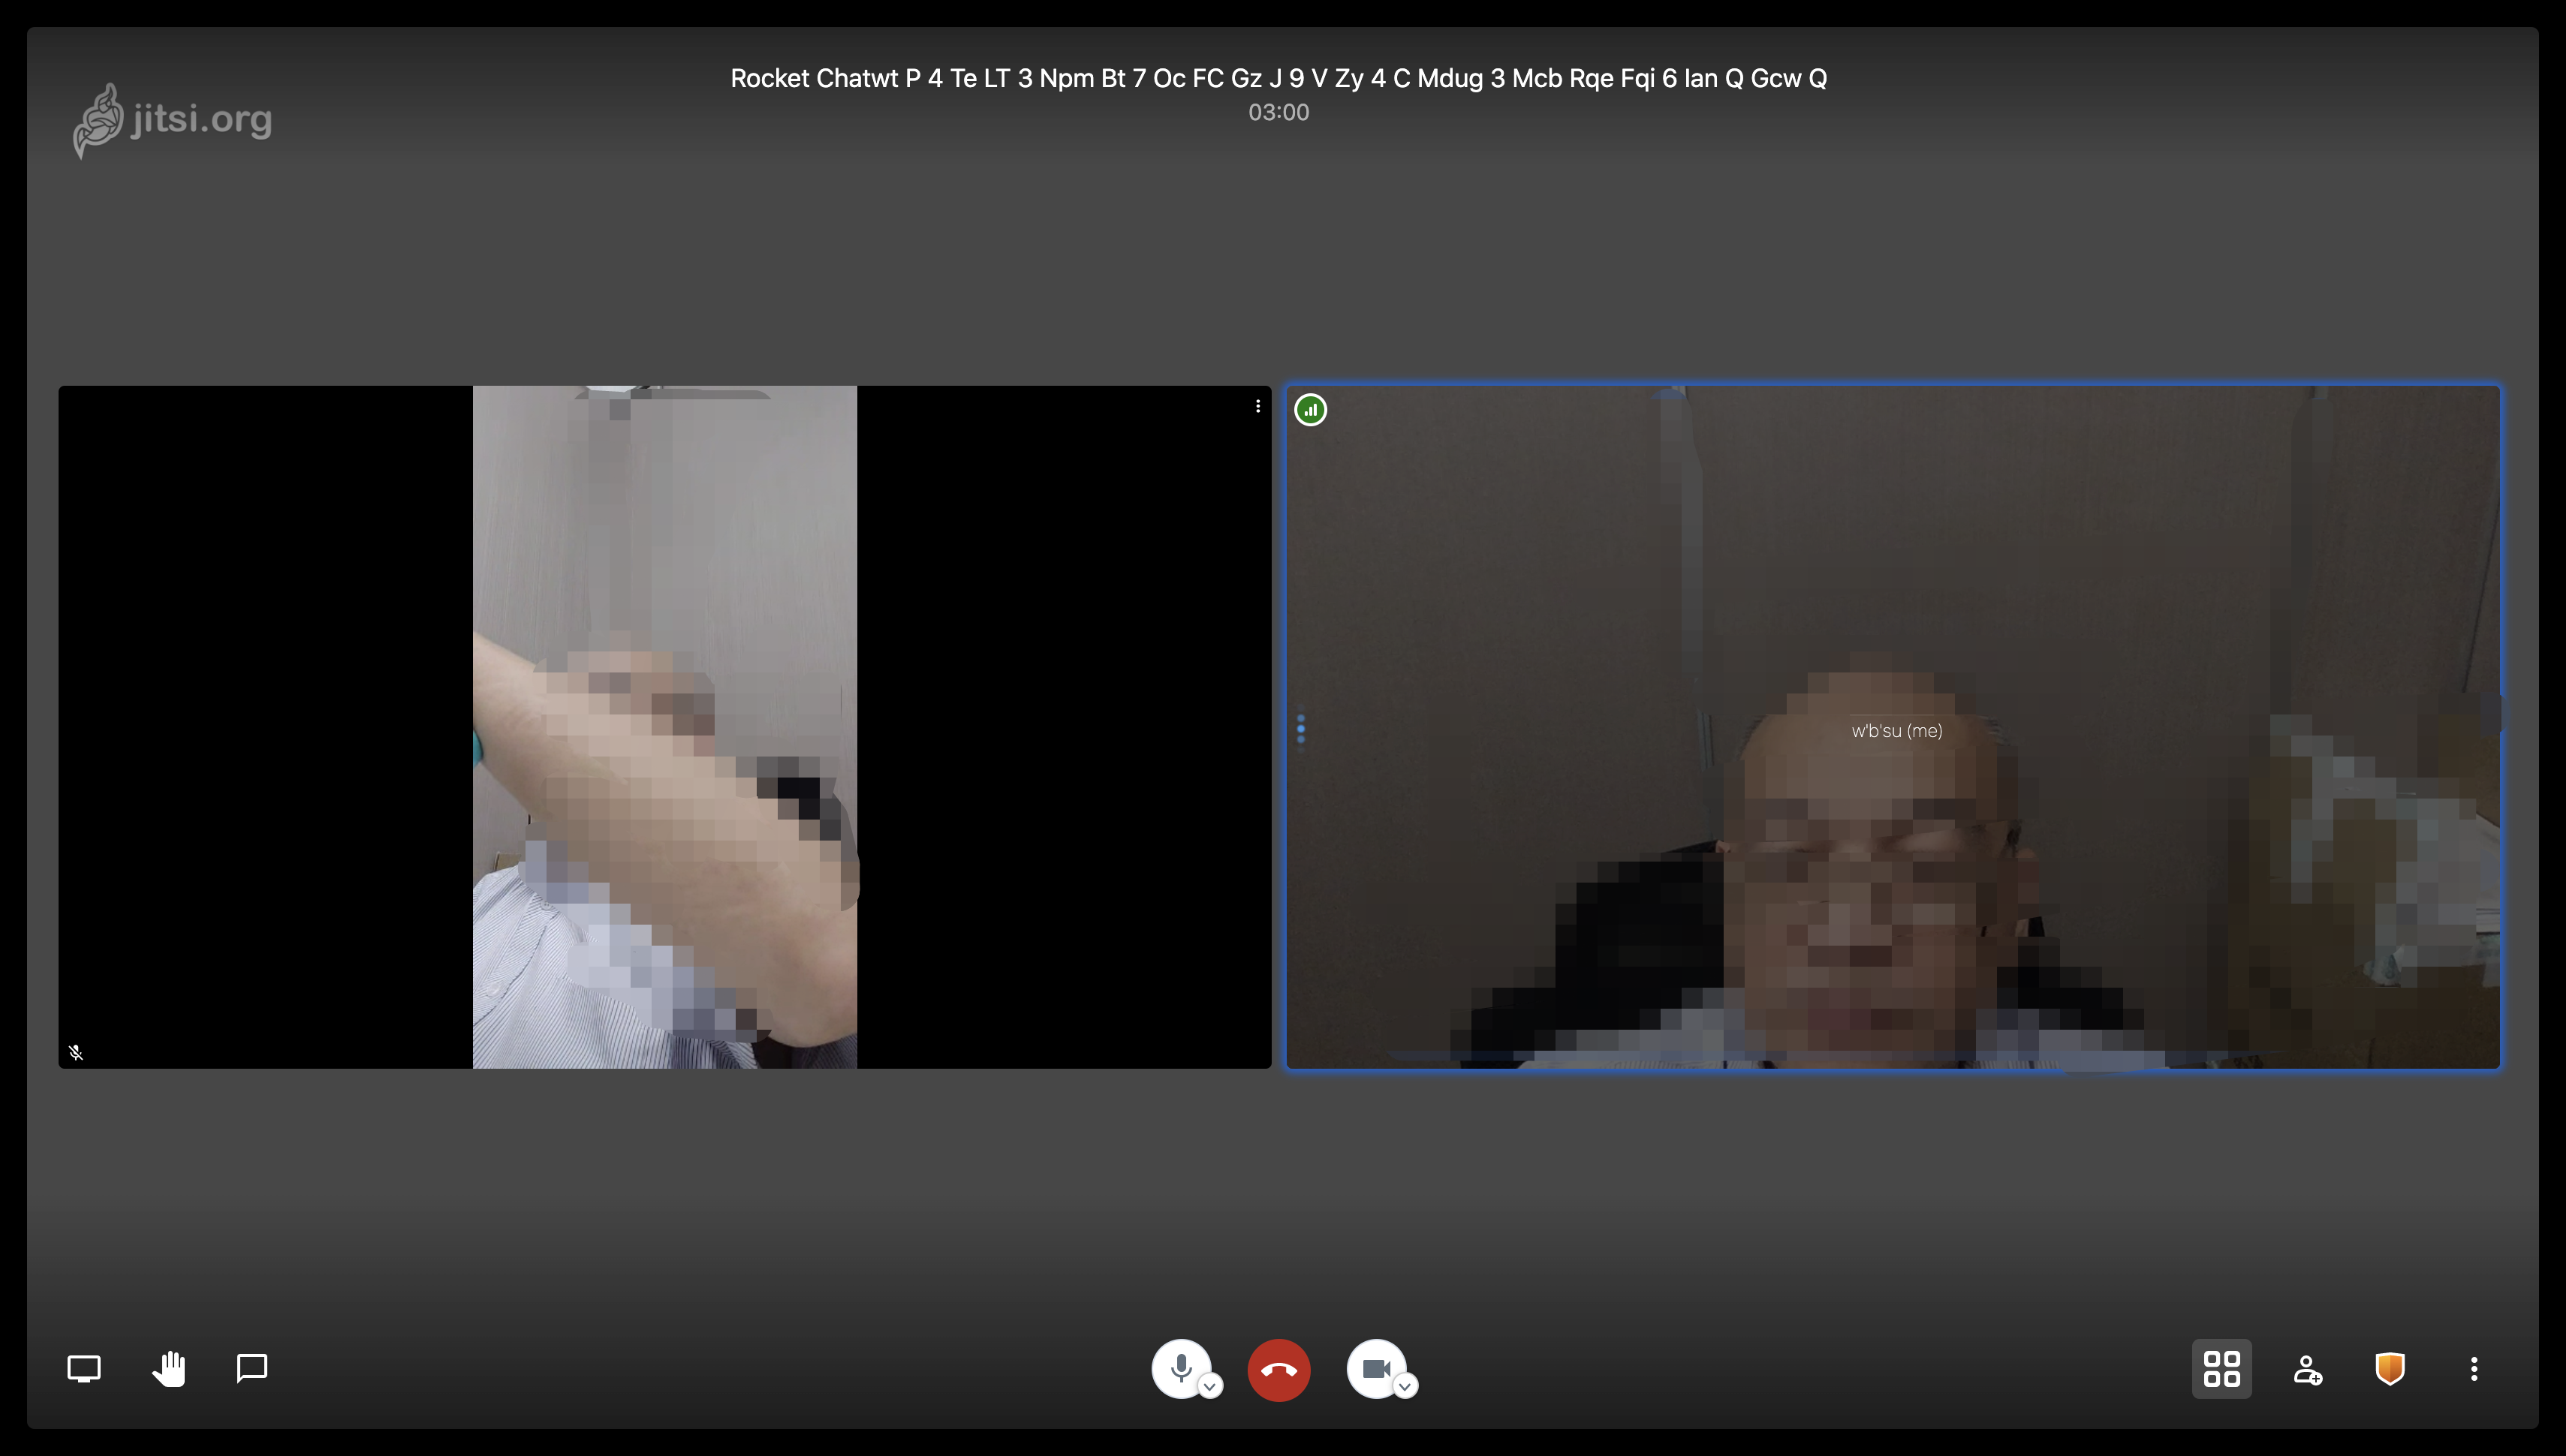 jitsi.org
Rocket Chatwt P 4 Te LT 3 Npm Bt 7 Oc FC Gz J 9 V Zy 4 C Mdug 3 Mcb Rqe Fqi 6 Ian Q Gcw Q
03:00
w'b'su (me)